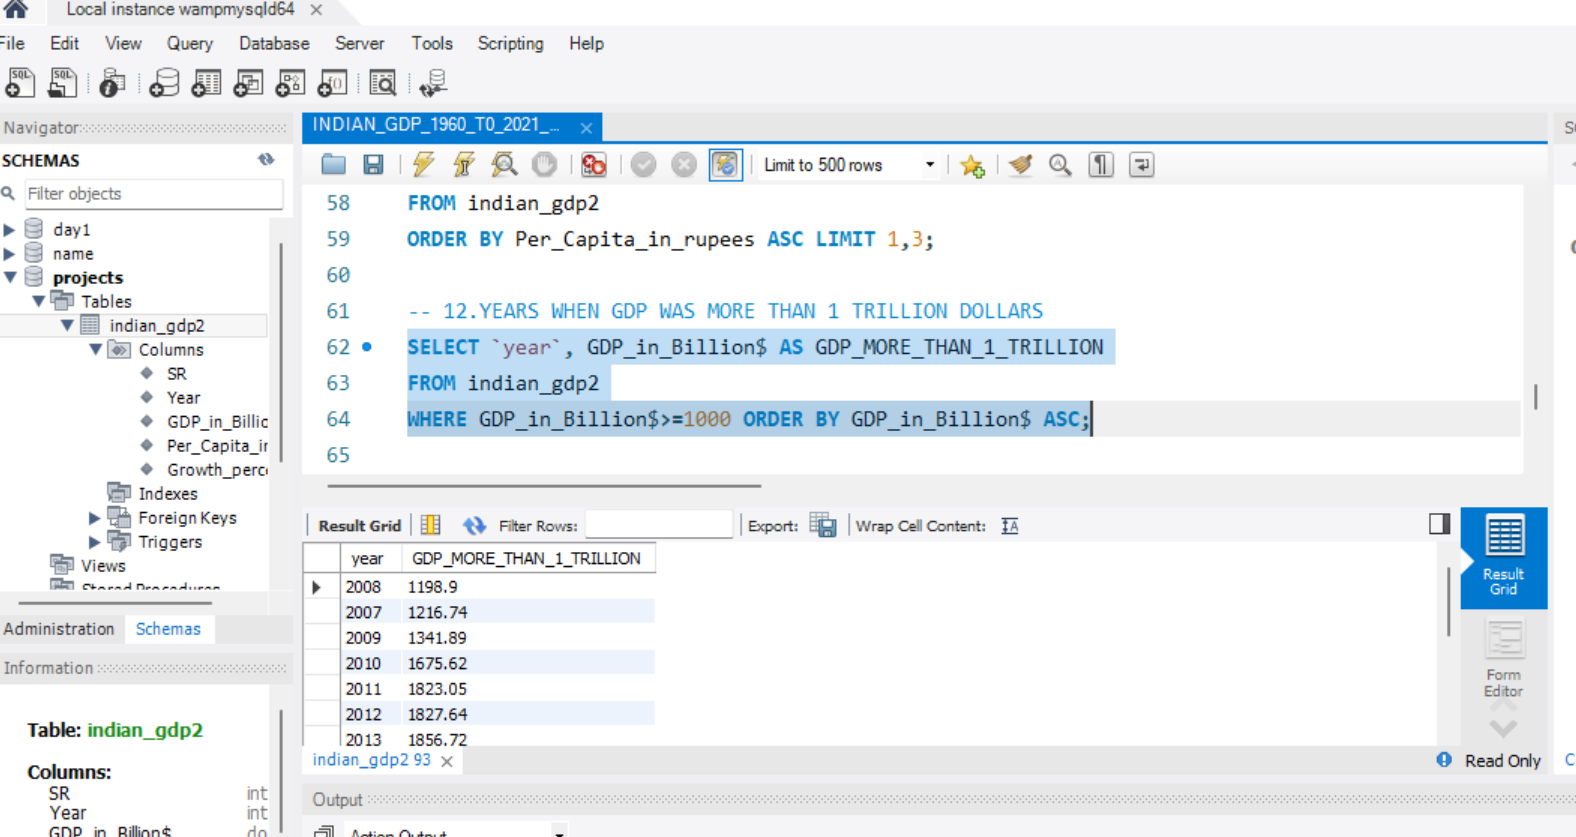 Local instance wampmysqld64
File Edit View Query Database Server Tools Scripting Help
Navigator
SCHEMAS
Filter objects
day1
name
projects
Tables
indian_gdp2
Columns
SR
Year
GDP_in_Billio
Per_Capita_ir
Growth_perc
Indexes
Foreign Keys
Triggers
Views
Stored Procedures
Administration Schemas
Information
Table: indian_gdp2
Columns:
SR int
Year int
GDP_in_Billion$ do
INDIAN_GDP_1960_T0_2021_...
Limit to 500 rows
58 FROM indian_gdp2
59 ORDER BY Per_Capita_in_rupees ASC LIMIT 1,3;
60
61 -- 12.YEARS WHEN GDP WAS MORE THAN 1 TRILLION DOLLARS
62 SELECT `year`, GDP_in_Billion$ AS GDP_MORE_THAN_1_TRILLION
63 FROM indian_gdp2
64 WHERE GDP_in_Billion$>=1000 ORDER BY GDP_in_Billion$ ASC;
65
Result Grid Filter Rows: Export: Wrap Cell Content:
year GDP_MORE_THAN_1_TRILLION
2008 1198.9
2007 1216.74
2009 1341.89
2010 1675.62
2011 1823.05
2012 1827.64
2013 1856.72
Result
Grid
Form
Editor
indian_gdp2 93
Read Only
Output
Action Output